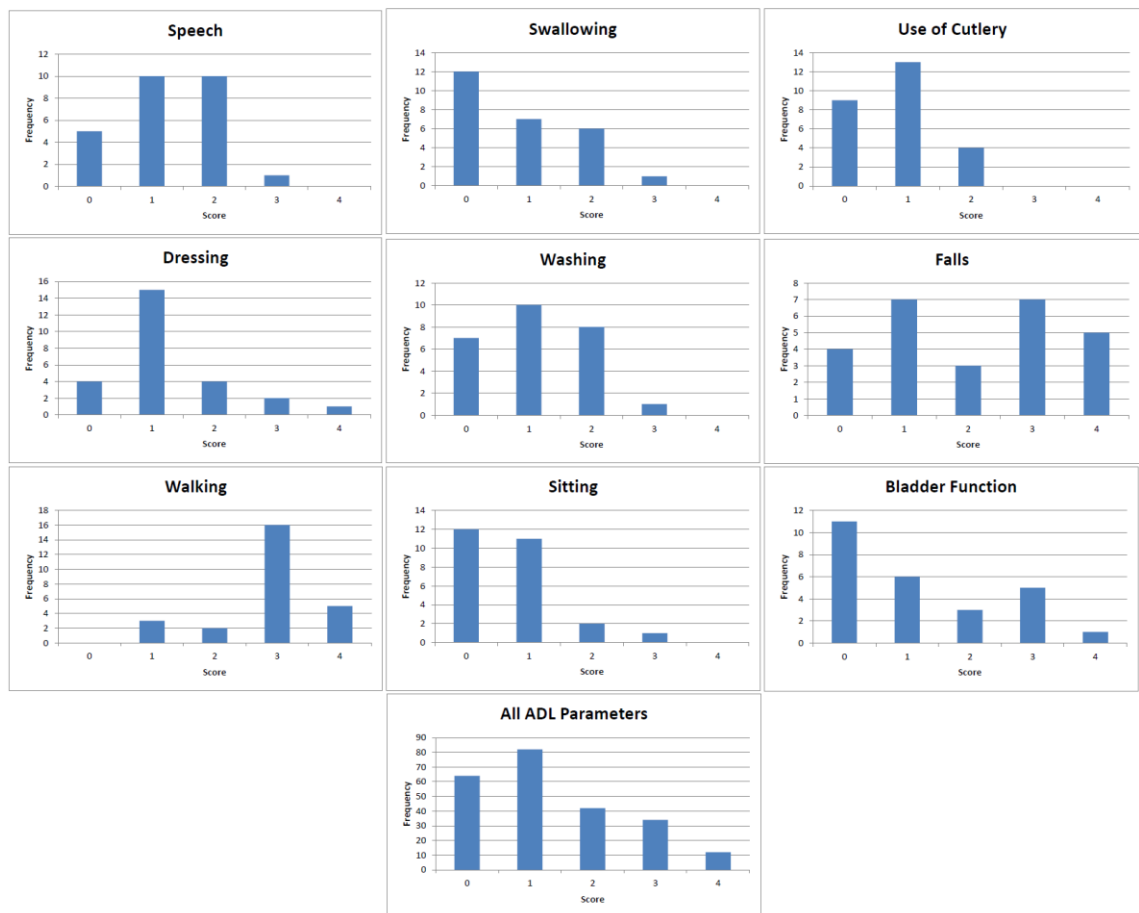 Speech
Frequency
12
10
8
6
4
2
0
0 1 2 3 4
Score
Swallowing
Frequency
14
12
10
8
6
4
2
0
0 1 2 3 4
Score
Use of Cutlery
Frequency
14
12
10
8
6
4
2
0
0 1 2 3 4
Score
Dressing
Frequency
16
14
12
10
8
6
4
2
0
0 1 2 3 4
Score
Washing
Frequency
12
10
8
6
4
2
0
0 1 2 3 4
Score
Falls
Frequency
8
7
6
5
4
3
2
1
0
0 1 2 3 4
Score
Walking
Frequency
18
16
14
12
10
8
6
4
2
0
0 1 2 3 4
Score
Sitting
Frequency
14
12
10
8
6
4
2
0
0 1 2 3 4
Score
Bladder Function
Frequency
12
10
8
6
4
2
0
0 1 2 3 4
Score
All ADL Parameters
Frequency
90
80
70
60
50
40
30
20
10
0
0 1 2 3 4
Score